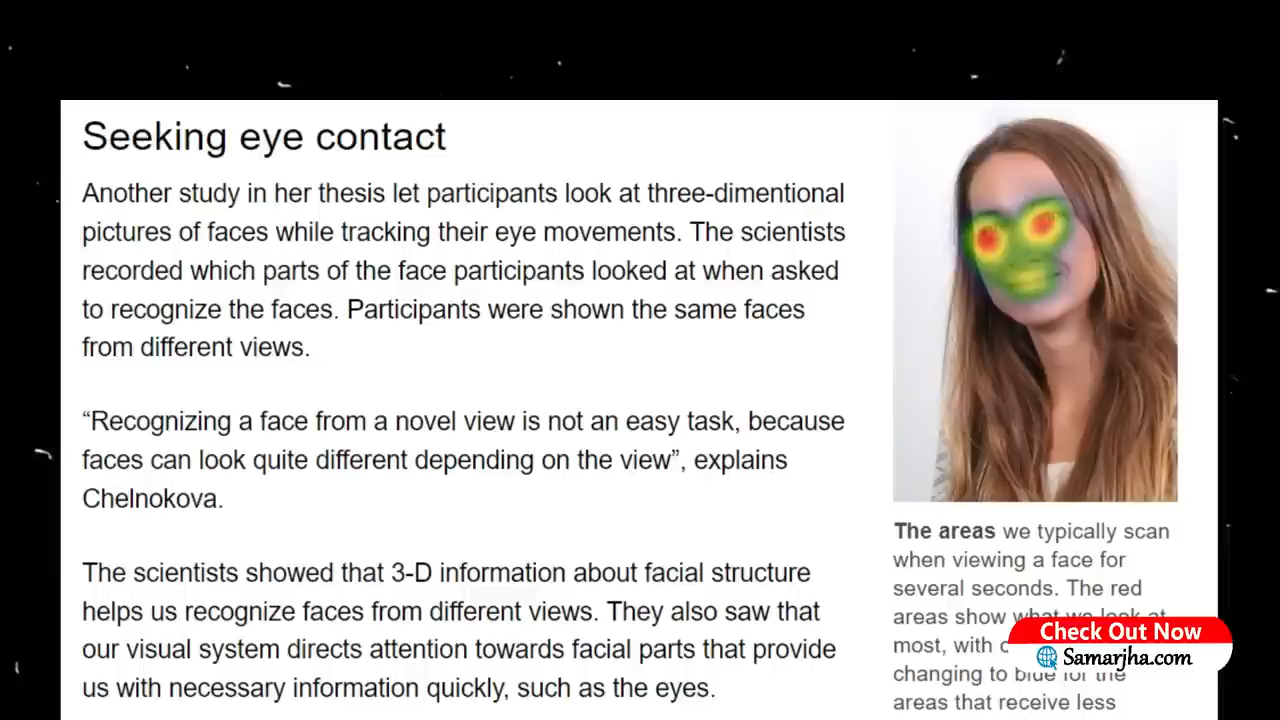 Seeking eye contact
Another study in her thesis let participants look at three-dimentional
pictures of faces while tracking their eye movements. The scientists
recorded which parts of the face participants looked at when asked
to recognize the faces. Participants were shown the same faces
from different views.
“Recognizing a face from a novel view is not an easy task, because
faces can look quite different depending on the view”, explains
Chelnokova.
The scientists showed that 3-D information about facial structure
helps us recognize faces from different views. They also saw that
our visual system directs attention towards facial parts that provide
us with necessary information quickly, such as the eyes.
The areas we typically scan
when viewing a face for
several seconds. The red
areas show what we look at
most, with
changing to blue for the
areas that receive less
Check Out Now
Samarjha.com